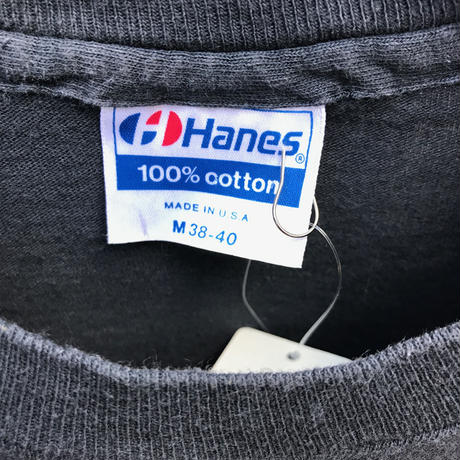 Hanes®
100% cotton
MADE IN U S A
M 38-40